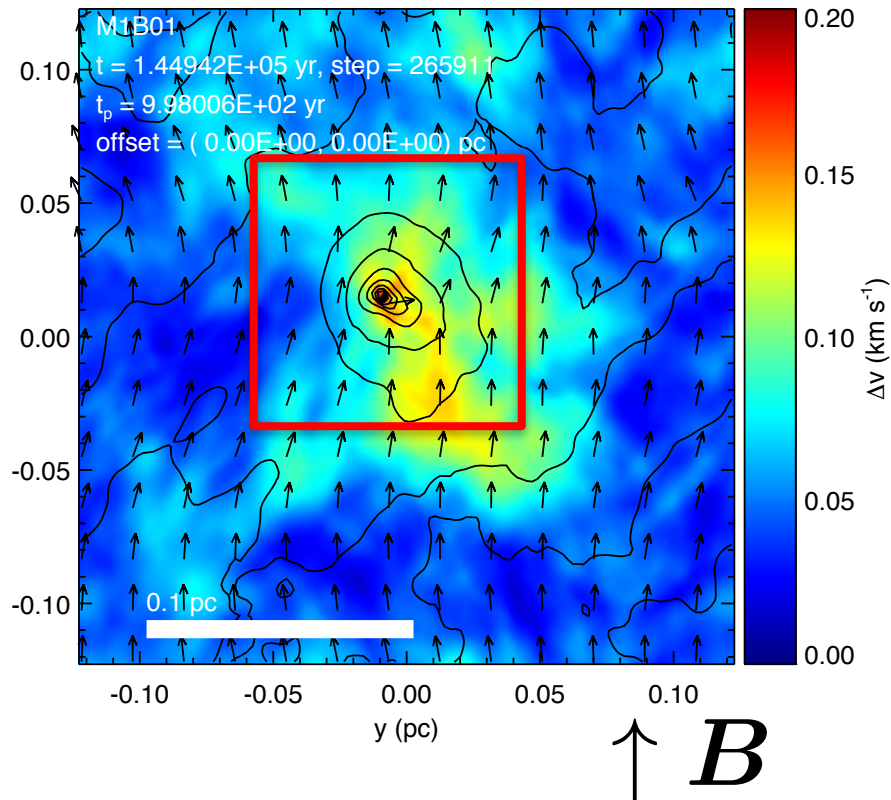 M1B01
t = 1.44942E+05 yr, step = 265911
tₚ = 9.98006E+02 yr
offset = ( 0.00E+00, 0.00E+00) pc
0.10
0.05
0.00
-0.05
-0.10
0.1 pc
-0.10 -0.05 0.00 0.05 0.10
y (pc)
0.20
0.15
0.10
0.05
0.00
Δv (km s⁻¹)
↑ B